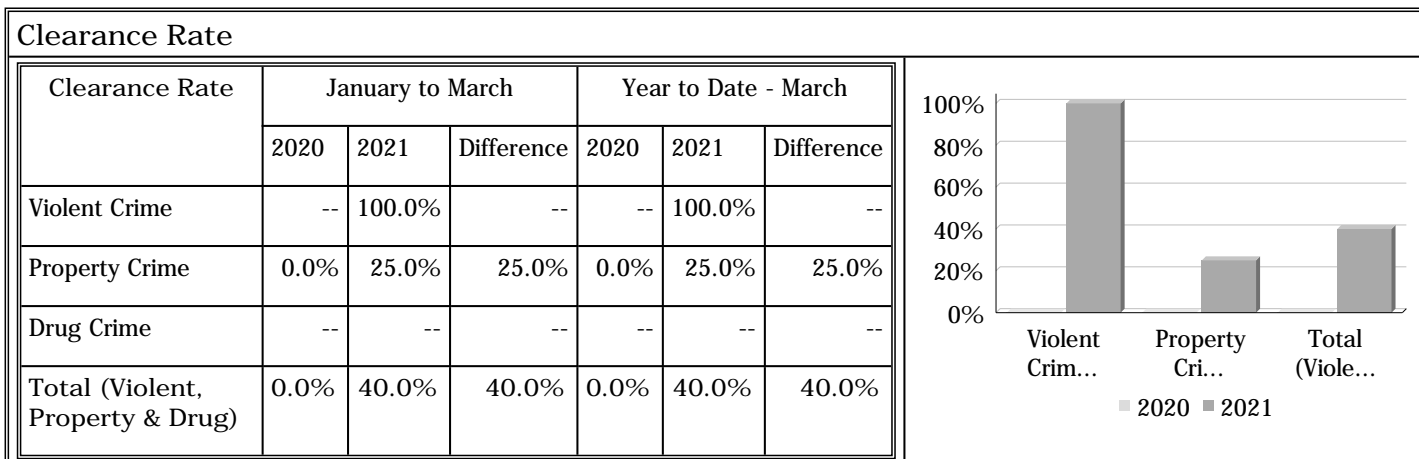 Clearance Rate
Clearance Rate January to March Year to Date - March
2020 2021 Difference 2020 2021 Difference
Violent Crime -- 100.0% -- -- 100.0% --
Property Crime 0.0% 25.0% 25.0% 0.0% 25.0% 25.0%
Drug Crime -- -- -- -- -- --
Total (Violent,
Property & Drug) 0.0% 40.0% 40.0% 0.0% 40.0% 40.0%
100%
80%
60%
40%
20%
0%
Violent Property Total
Crim... Cri... (Viole...
2020 2021